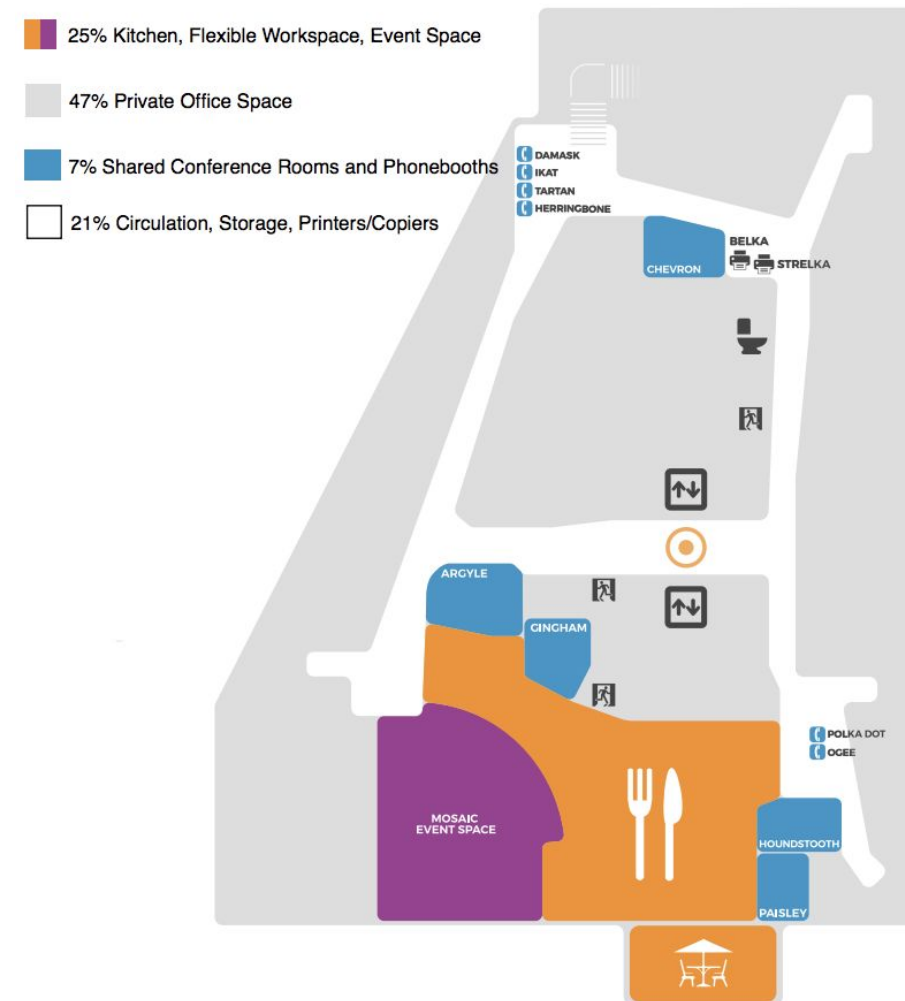 25% Kitchen, Flexible Workspace, Event Space
47% Private Office Space
7% Shared Conference Rooms and Phonebooths
21% Circulation, Storage, Printers/Copiers
DAMASK
IKAT
TARTAN
HERRINGBONE
CHEVRON
BELKA
STRELKA
ARGYLE
GINGHAM
POLKA DOT
OGEE
MOSAIC
EVENT SPACE
HOUNDSTOOTH
PAISLEY